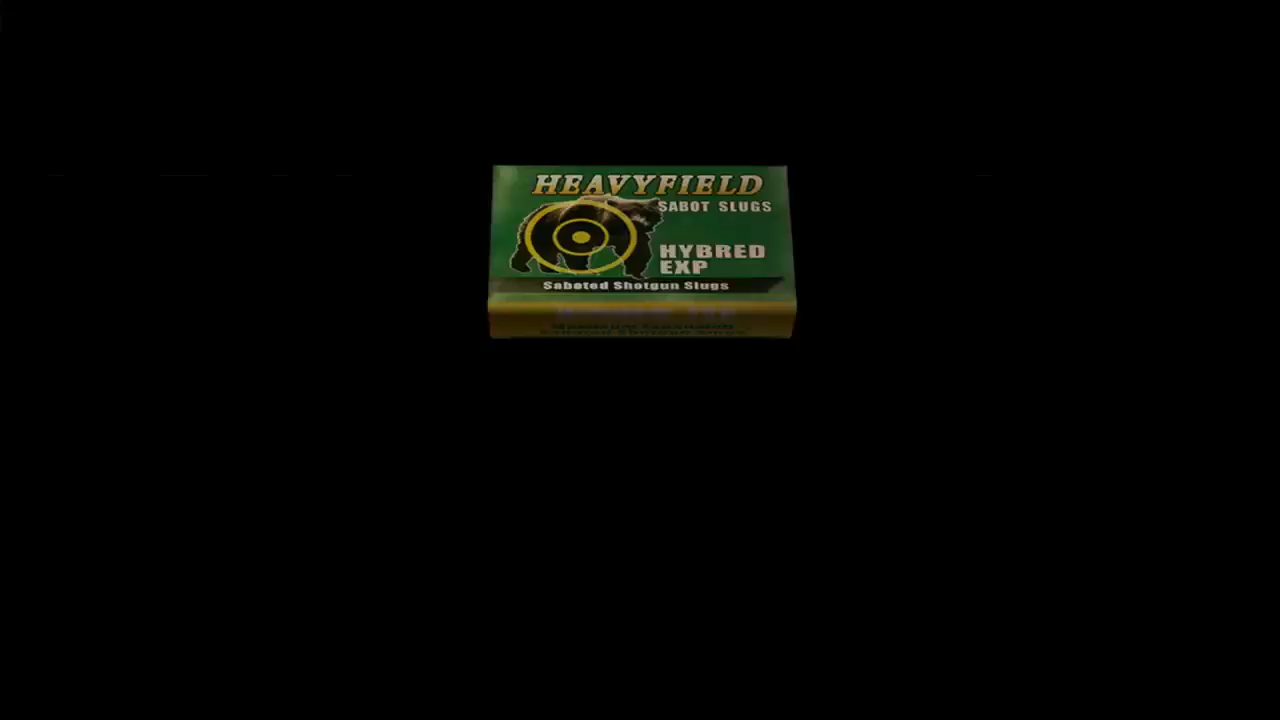 HEAVYFIELD
SABOT SLUGS
HYBRED
EXP
Saboted Shotgun Slugs